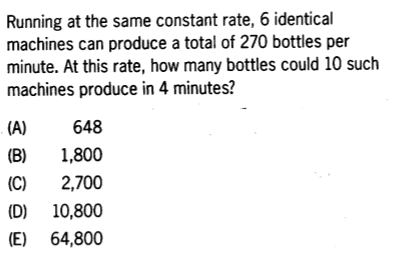 Running at the same constant rate, 6 identical
machines can produce a total of 270 bottles per
minute. At this rate, how many bottles could 10 such
machines produce in 4 minutes?
(A) 648
(B) 1,800
(C) 2,700
(D) 10,800
(E) 64,800